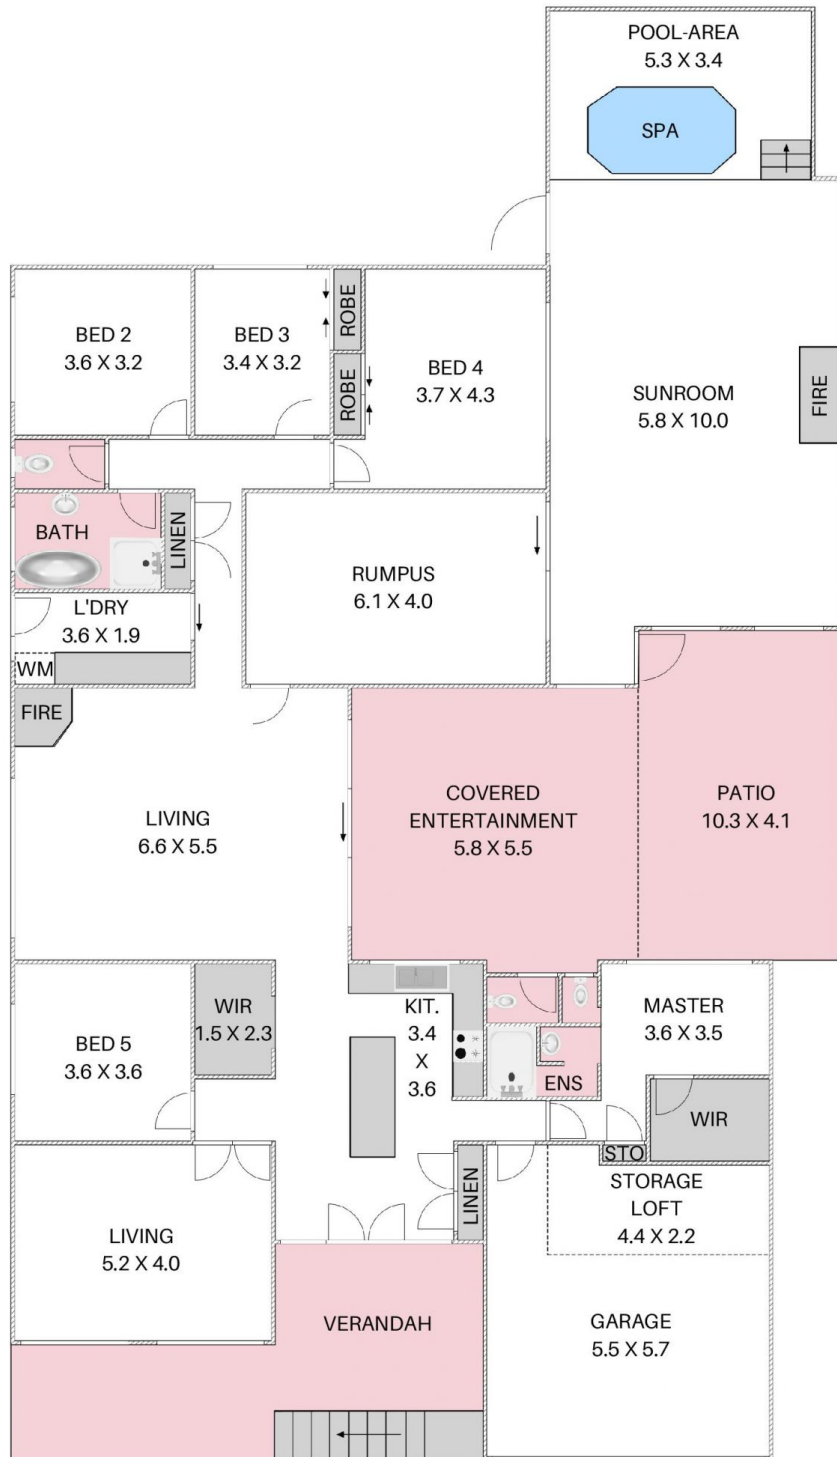 POOL-AREA
5.3 X 3.4
SPA
BED 2
3.6 X 3.2
BED 3
3.4 X 3.2
ROBE
ROBE
BED 4
3.7 X 4.3
SUNROOM
5.8 X 10.0
FIRE
BATH
LINEN
RUMPUS
6.1 X 4.0
L'DRY
3.6 X 1.9
WM
FIRE
LIVING
6.6 X 5.5
COVERED
ENTERTAINMENT
5.8 X 5.5
PATIO
10.3 X 4.1
BED 5
3.6 X 3.6
WIR
1.5 X 2.3
KIT.
3.4
X
3.6
ENS
MASTER
3.6 X 3.5
WIR
STO
LIVING
5.2 X 4.0
LINEN
STORAGE
LOFT
4.4 X 2.2
VERANDAH
GARAGE
5.5 X 5.7